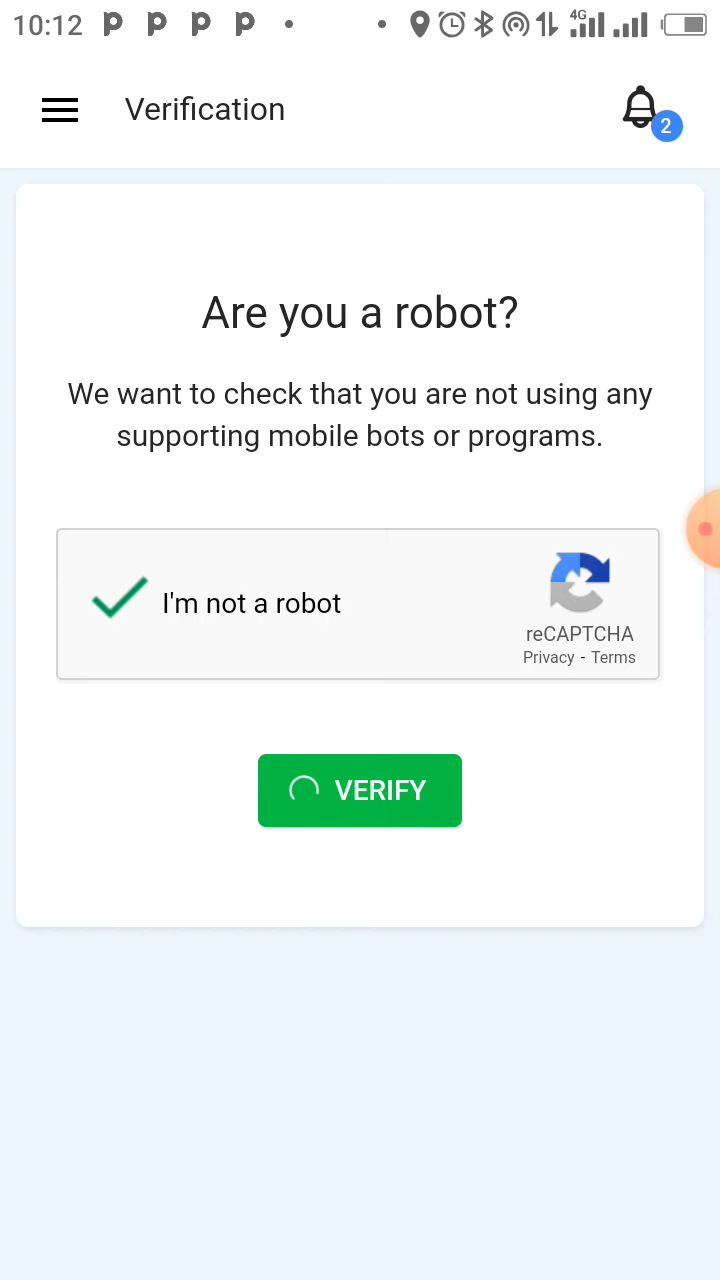 10:12
4G
Verification
2
Are you a robot?
We want to check that you are not using any
supporting mobile bots or programs.
I'm not a robot
reCAPTCHA
Privacy - Terms
VERIFY